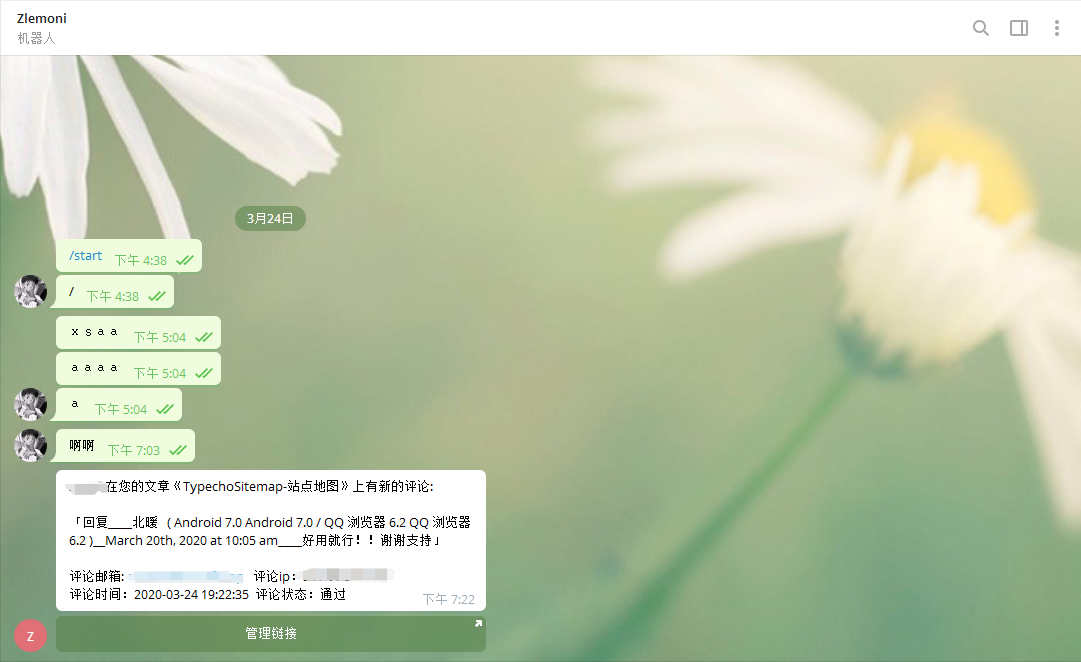 Zlemoni
机器人
3月24日
/start 下午 4:38
/ 下午 4:38
x s a a 下午 5:04
a a a a 下午 5:04
a 下午 5:04
啊啊 下午 7:03
在您的文章《TypechoSitemap-站点地图》上有新的评论:
「回复____北暖 ( Android 7.0 Android 7.0 / QQ 浏览器 6.2 QQ 浏览器
6.2 )__March 20th, 2020 at 10:05 am____好用就行！！谢谢支持」
评论邮箱: 评论ip：
评论时间：2020-03-24 19:22:35 评论状态：通过
下午 7:22
Z
管理链接